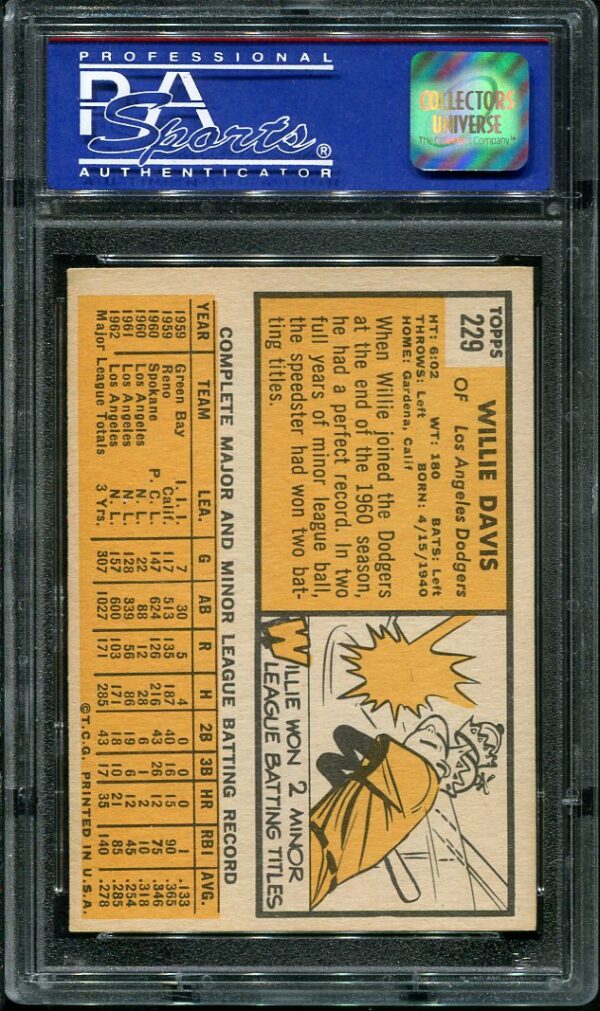 PROFESSIONAL
PSA
Sports®
AUTHENTICATOR
COLLECTORS
UNIVERSE
The Collectors Company™
TOPPS
229
WILLIE DAVIS
OF Los Angeles Dodgers
HT: 6:02 WT: 180 BATS: Left
THROWS: Left BORN: 4/15/1940
HOME: Gardena, Calif
When Willie joined the Dodgers
at the end of the 1960 season,
he had a perfect record. In two
full years of minor league ball,
the speedster had won two bat-
ting titles.
WILLIE WON 2 MINOR
LEAGUE BATTING TITLES
COMPLETE MAJOR AND MINOR LEAGUE BATTING RECORD
YEAR TEAM LEA. G AB R H 2B 3B HR RBI AVG.
1959 Green Bay I. I. I. 7 30 5 4 0 0 0 1 .133
1959 Reno Calif. 117 512 135 187 40 16 15 90 .365
1960 Spokane P. C. L. 147 624 126 216 43 26 12 75 .346
1960 Los Angeles N. L. 22 88 12 28 6 1 2 10 .318
1961 Los Angeles N. L. 128 339 56 86 19 6 12 45 .254
1962 Los Angeles N. L. 157 600 103 171 18 10 21 85 .285
Major League Totals 3 Yrs. 307 1027 171 285 43 17 35 140 .278
©T.C.G. PRINTED IN U.S.A.